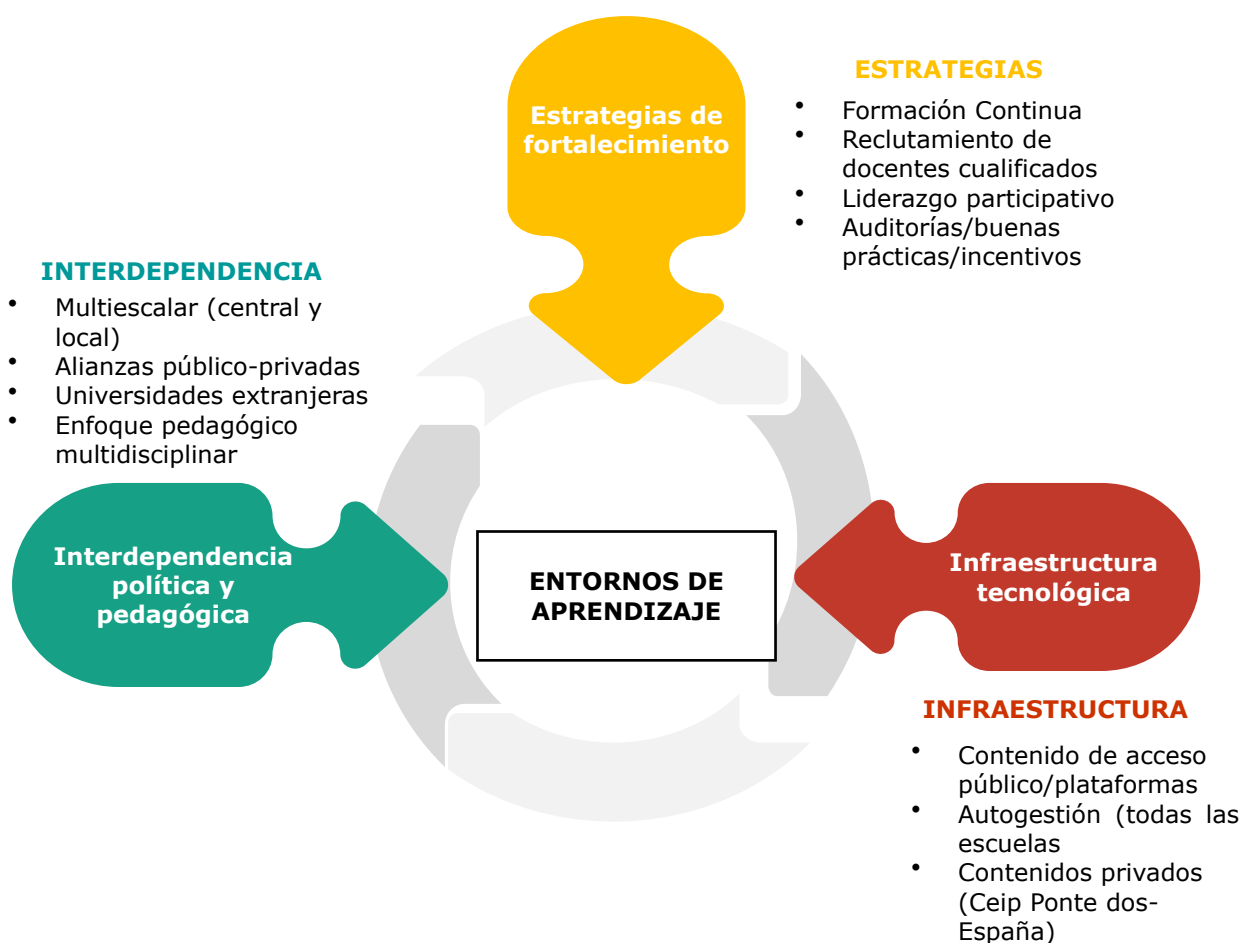 Estrategias de
fortalecimiento
ESTRATEGIAS
• Formación Continua
• Reclutamiento de
docentes cualificados
• Liderazgo participativo
• Auditorías/buenas
prácticas/incentivos
INTERDEPENDENCIA
• Multiescalar (central y
local)
• Alianzas público-privadas
• Universidades extranjeras
• Enfoque pedagógico
multidisciplinar
Interdependencia
política y
pedagógica
ENTORNOS DE
APRENDIZAJE
Infraestructura
tecnológica
INFRAESTRUCTURA
• Contenido de acceso
público/plataformas
• Autogestión (todas las
escuelas
• Contenidos privados
(Ceip Ponte dos-
España)